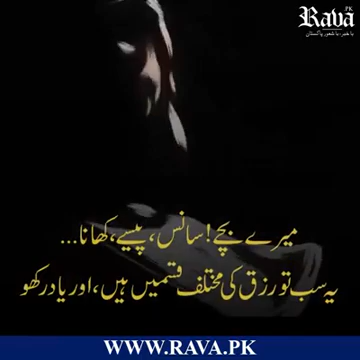 RAVA.PK
باخبر، باشعور پاکستان
میرے بچے! سانس، پیسے، کھانا...
یہ سب تو رزق کی مختلف قسمیں ہیں، اور یاد رکھو
WWW.RAVA.PK